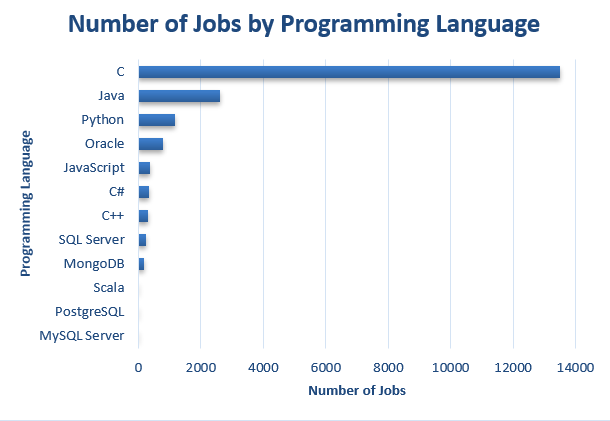 Number of Jobs by Programming Language
Programming Language
C
Java
Python
Oracle
JavaScript
C#
C++
SQL Server
MongoDB
Scala
PostgreSQL
MySQL Server
0 2000 4000 6000 8000 10000 12000 14000
Number of Jobs